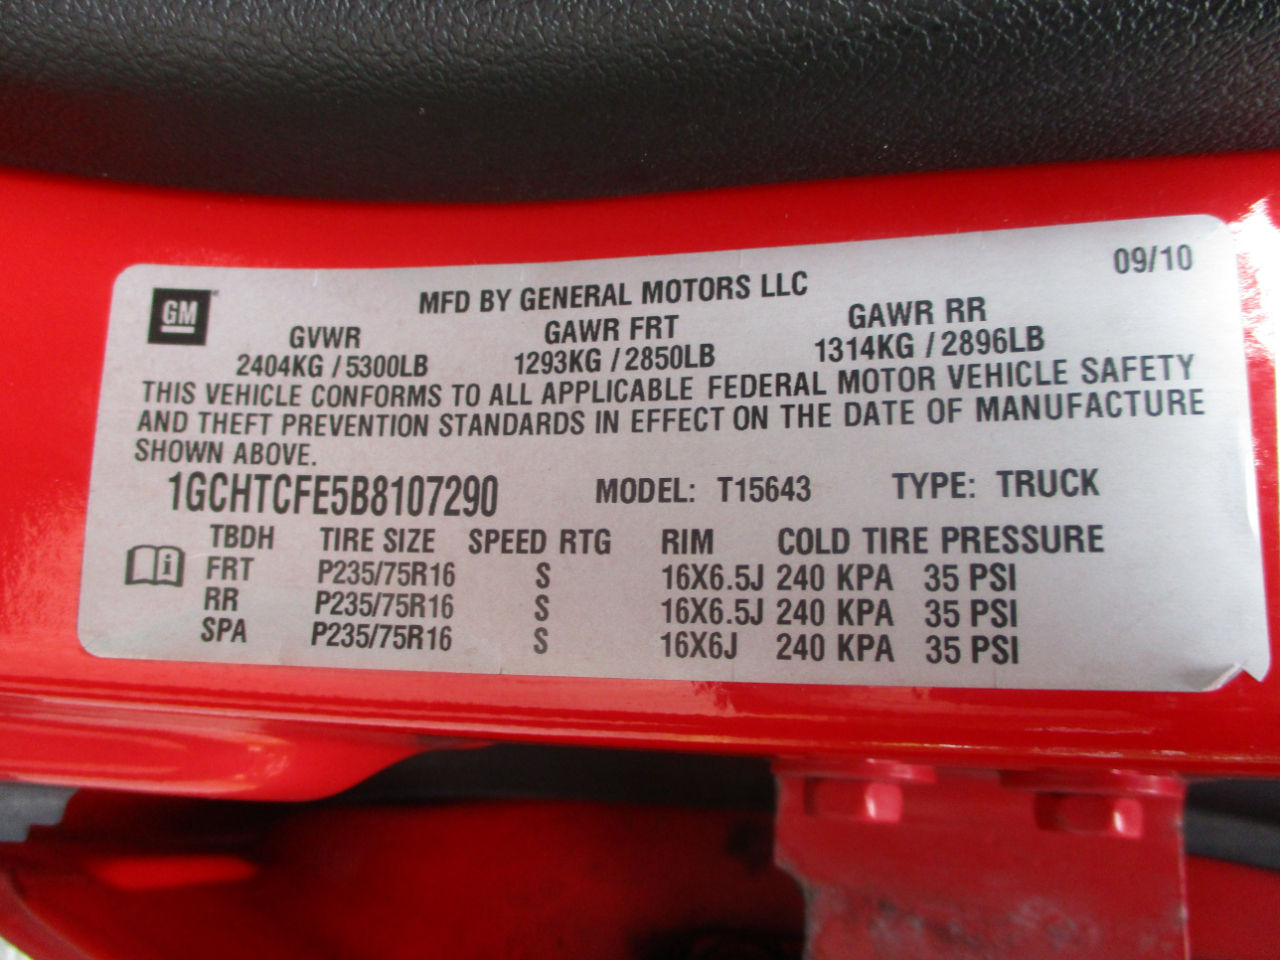 GM
09/10
MFD BY GENERAL MOTORS LLC
GVWR GAWR FRT GAWR RR
2404KG / 5300LB 1293KG / 2850LB 1314KG / 2896LB
THIS VEHICLE CONFORMS TO ALL APPLICABLE FEDERAL MOTOR VEHICLE SAFETY
AND THEFT PREVENTION STANDARDS IN EFFECT ON THE DATE OF MANUFACTURE
SHOWN ABOVE.
1GCHTCFE5B8107290 MODEL: T15643 TYPE: TRUCK
TBDH TIRE SIZE SPEED RTG RIM COLD TIRE PRESSURE
FRT P235/75R16 S 16X6.5J 240 KPA 35 PSI
RR P235/75R16 S 16X6.5J 240 KPA 35 PSI
SPA P235/75R16 S 16X6J 240 KPA 35 PSI